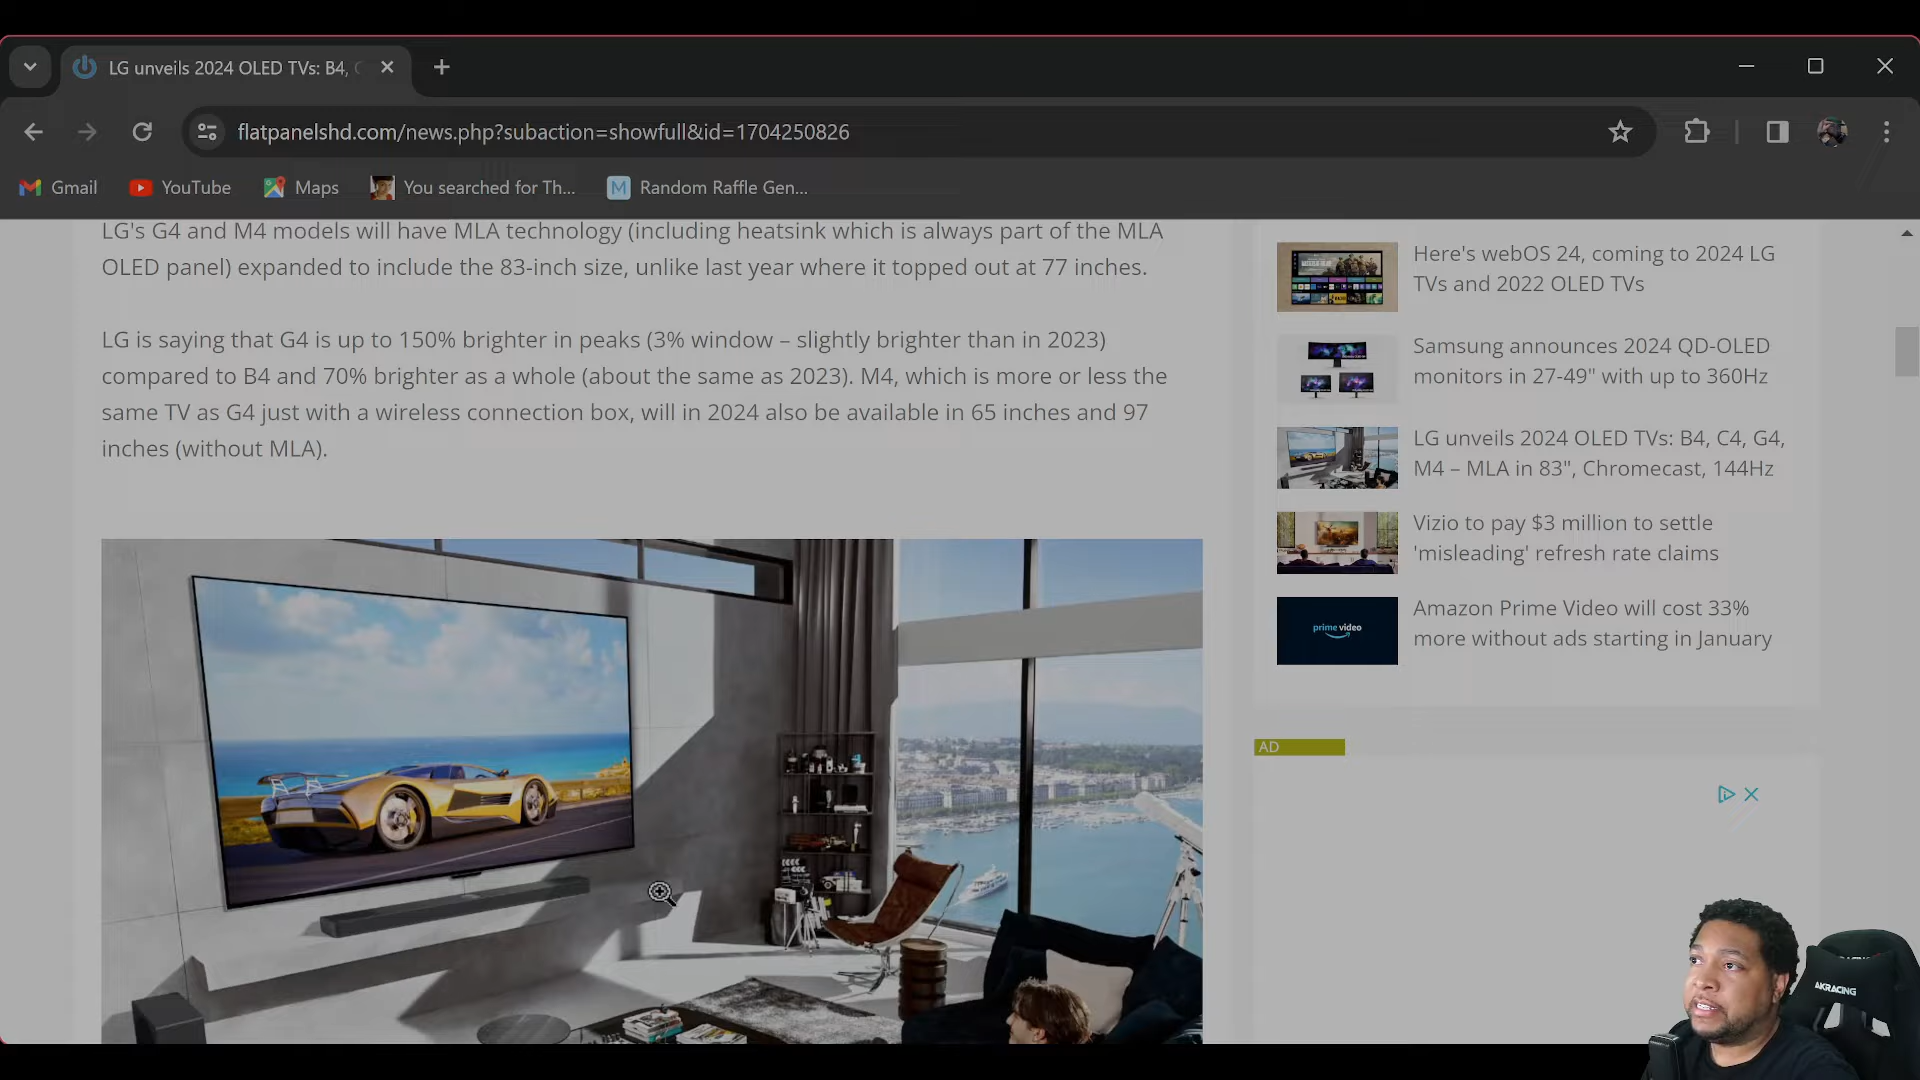 LG unveils 2024 OLED TVs: B4,
flatpanelshd.com/news.php?subaction=showfull&id=1704250826
Gmail
YouTube
Maps
You searched for Th...
M
Random Raffle Gen...
LG's G4 and M4 models will have MLA technology (including heatsink which is always part of the MLA
OLED panel) expanded to include the 83-inch size, unlike last year where it topped out at 77 inches.
LG is saying that G4 is up to 150% brighter in peaks (3% window – slightly brighter than in 2023)
compared to B4 and 70% brighter as a whole (about the same as 2023). M4, which is more or less the
same TV as G4 just with a wireless connection box, will in 2024 also be available in 65 inches and 97
inches (without MLA).
Here's webOS 24, coming to 2024 LG
TVs and 2022 OLED TVs
Samsung announces 2024 QD-OLED
monitors in 27-49" with up to 360Hz
LG unveils 2024 OLED TVs: B4, C4, G4,
M4 – MLA in 83", Chromecast, 144Hz
Vizio to pay $3 million to settle
'misleading' refresh rate claims
prime video
Amazon Prime Video will cost 33%
more without ads starting in January
AD
AKRACING